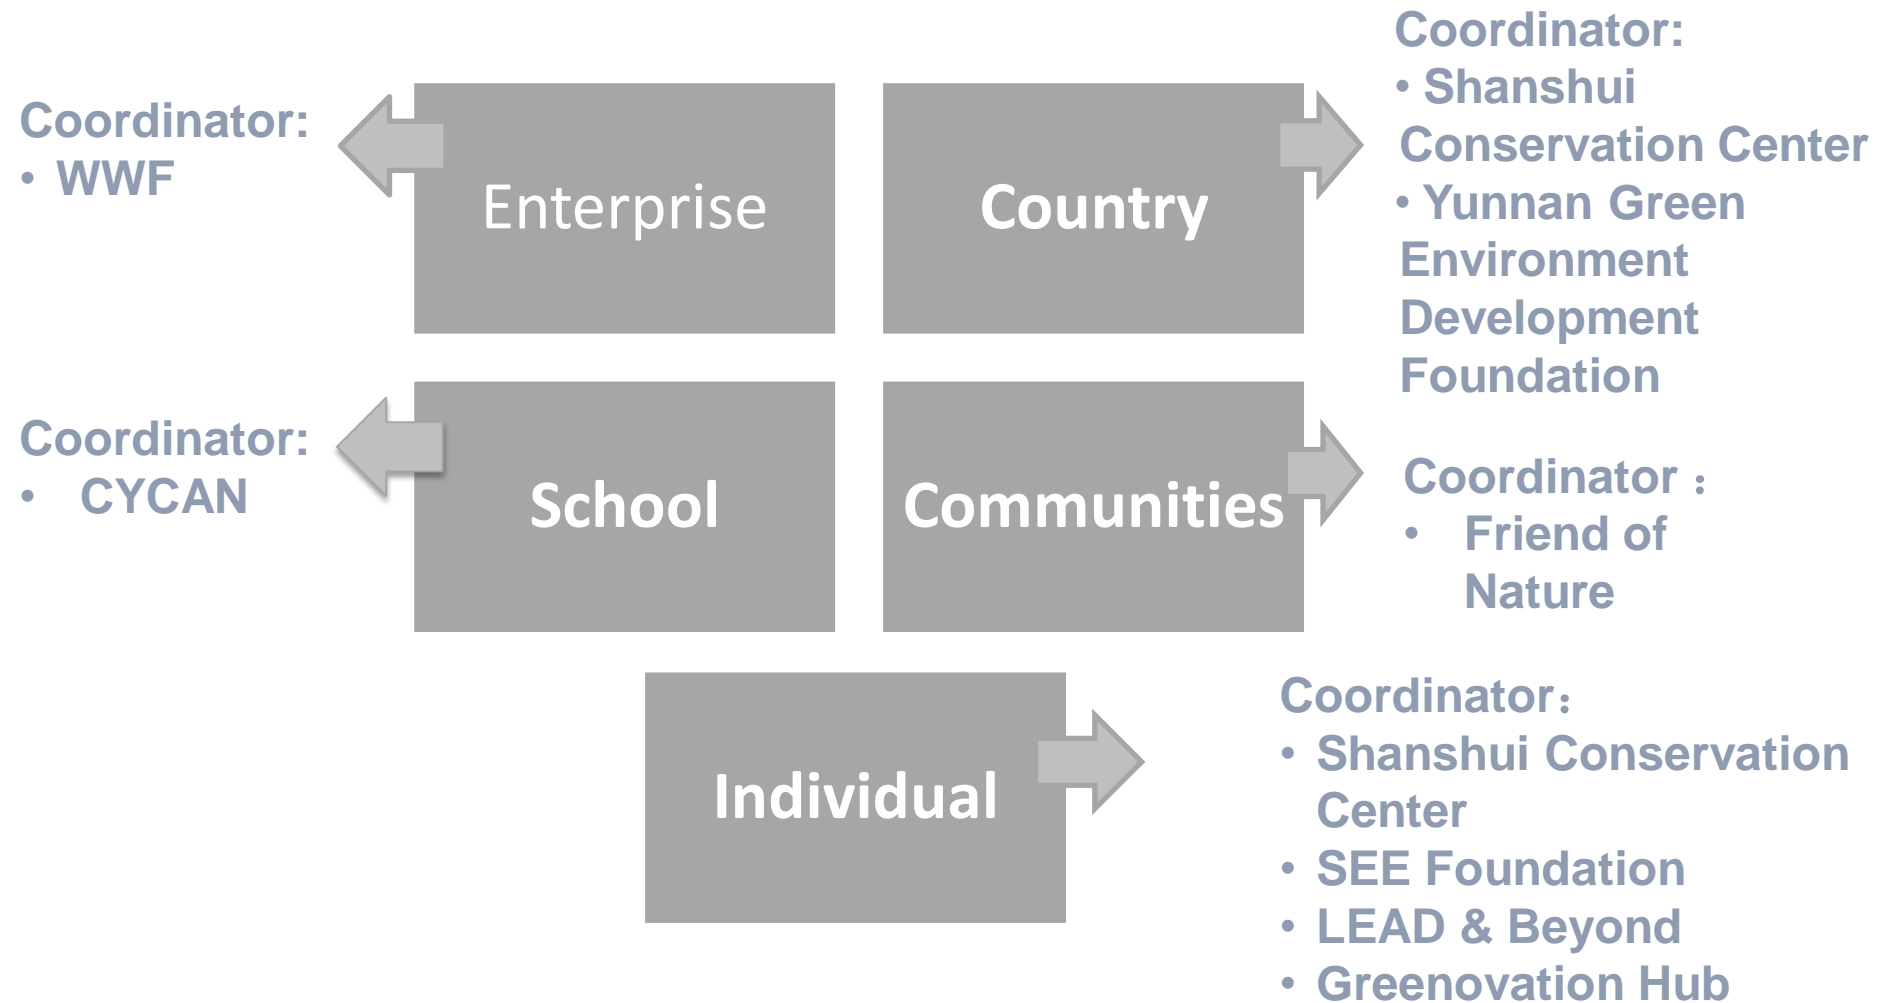 Coordinator:
• WWF
Enterprise
Country
Coordinator:
• Shanshui
Conservation Center
• Yunnan Green
Environment
Development
Foundation
Coordinator:
• CYCAN
School
Communities
Coordinator ：
• Friend of
Nature
Individual
Coordinator：
• Shanshui Conservation
Center
• SEE Foundation
• LEAD & Beyond
• Greenovation Hub